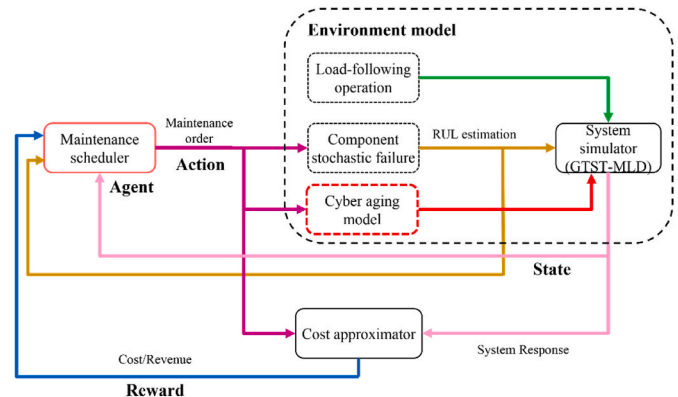 Environment model
Load-following
operation
Maintenance
order
Maintenance
scheduler
Action
Agent
Component
stochastic failure
RUL estimation
System
simulator
(GTST-MLD)
Cyber aging
model
State
Cost approximator
Cost/Revenue
System Response
Reward